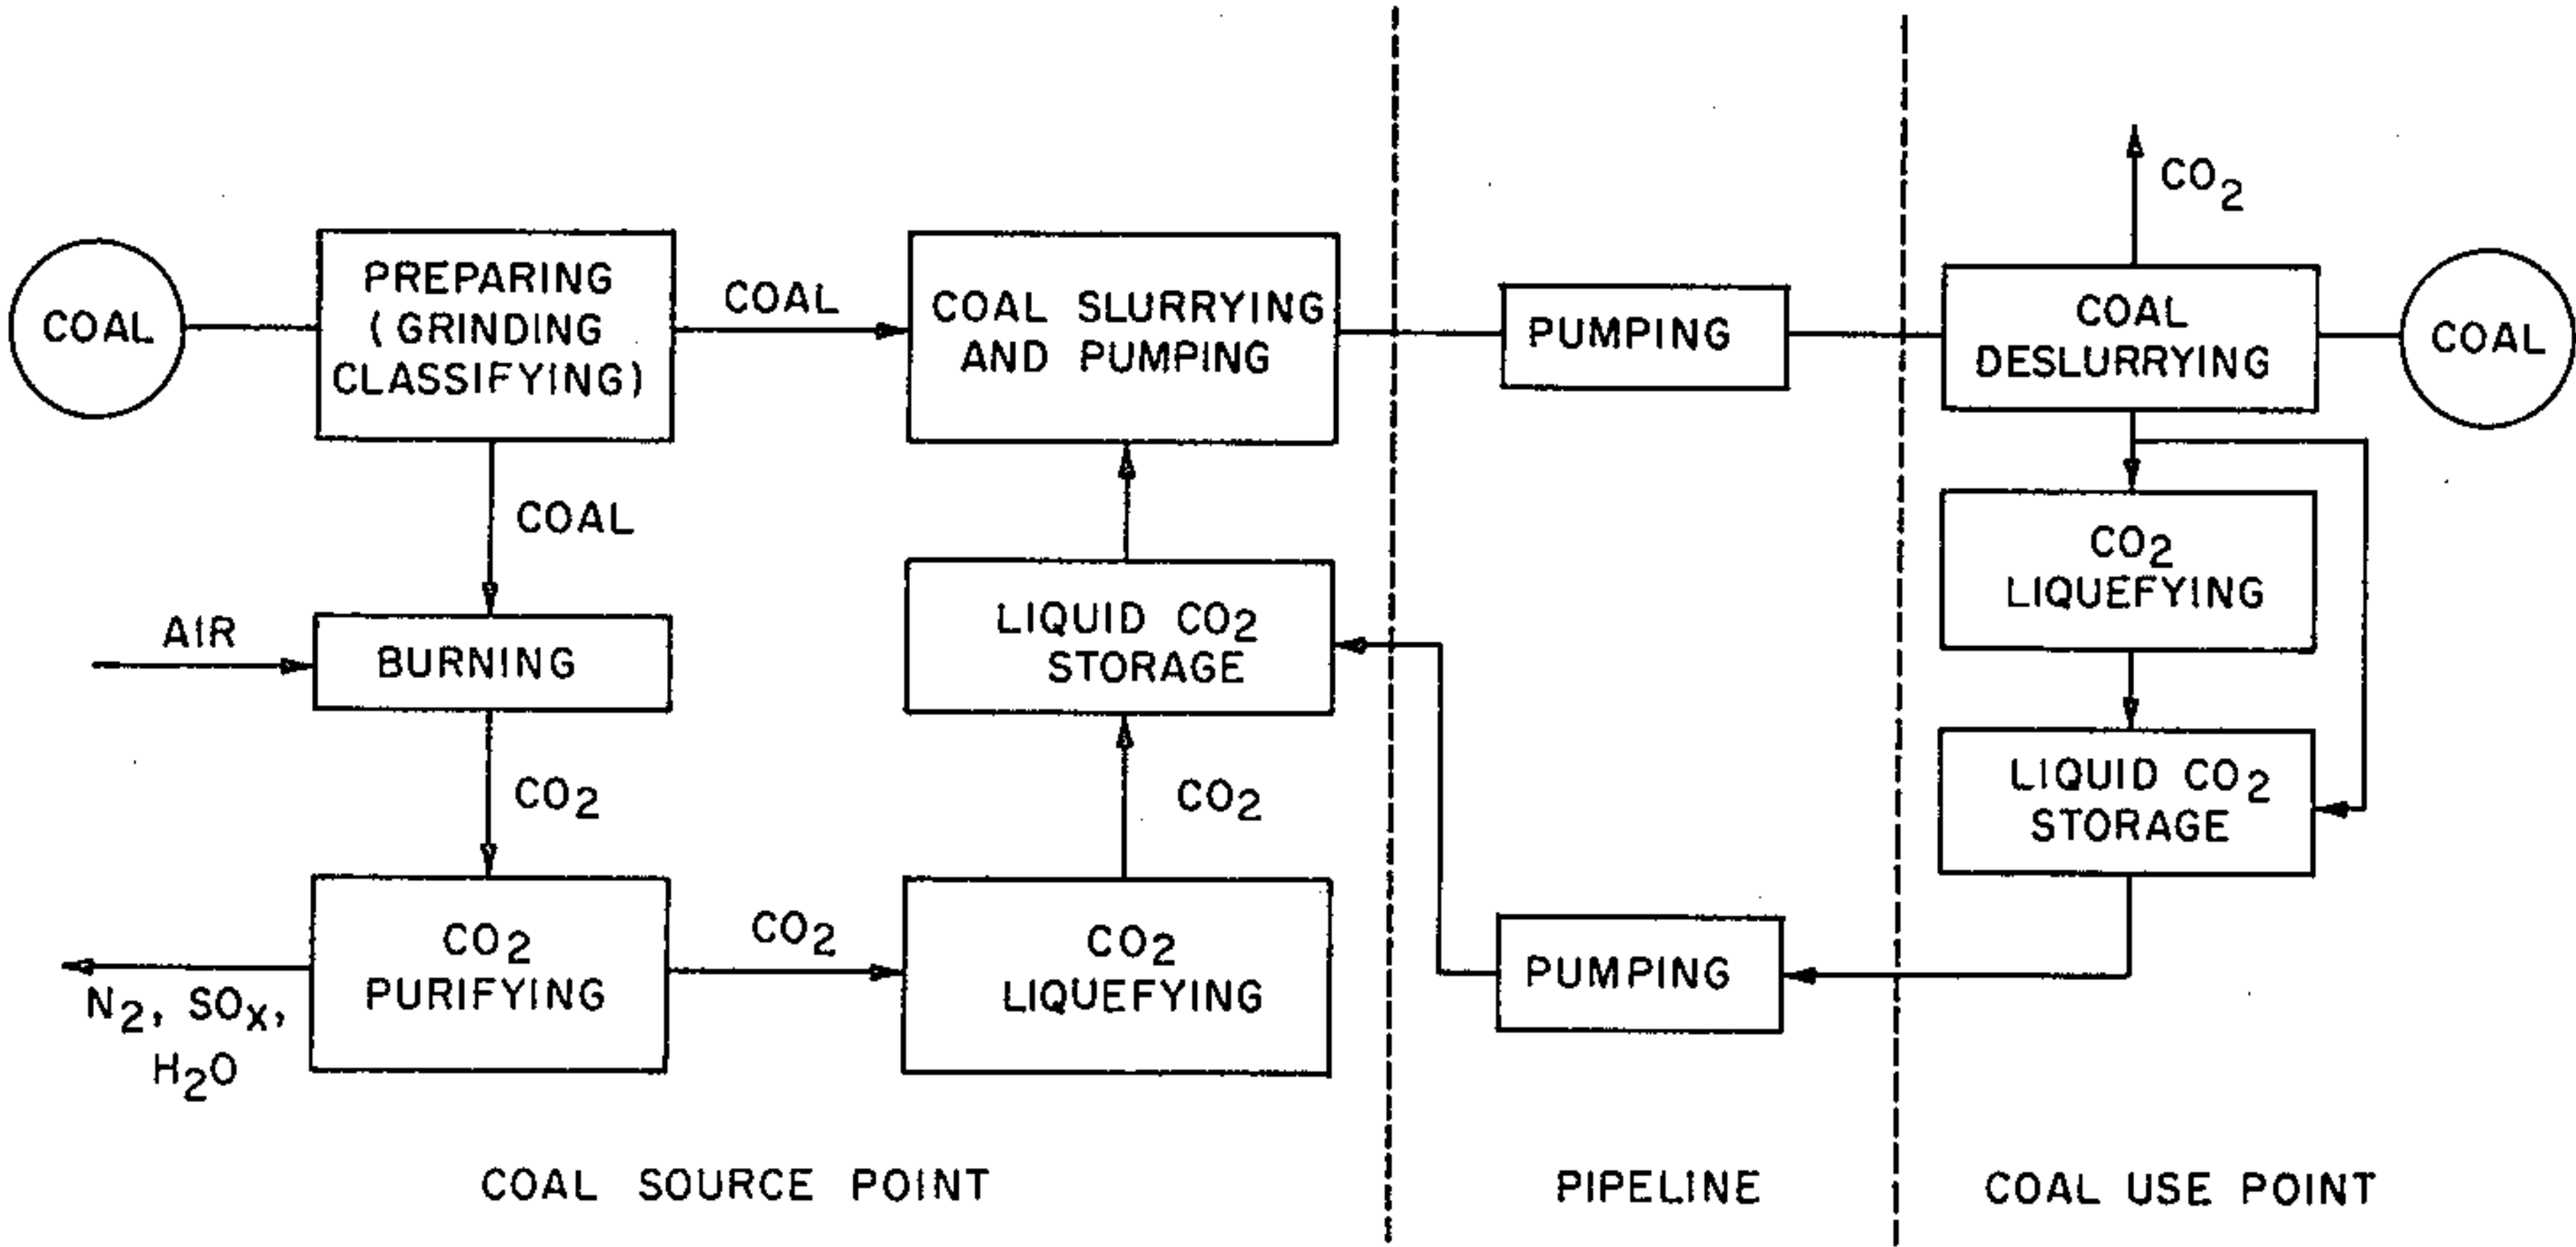 COAL
PREPARING
( GRINDING
CLASSIFYING)
COAL
COAL SLURRYING
AND PUMPING
PUMPING
CO2
COAL
DESLURRYING
COAL
COAL
AIR
BURNING
LIQUID CO2
STORAGE
CO2
LIQUEFYING
CO2
CO2
LIQUID CO2
STORAGE
N2, SOx,
H2O
CO2
PURIFYING
CO2
CO2
LIQUEFYING
PUMPING
COAL SOURCE POINT
PIPELINE
COAL USE POINT